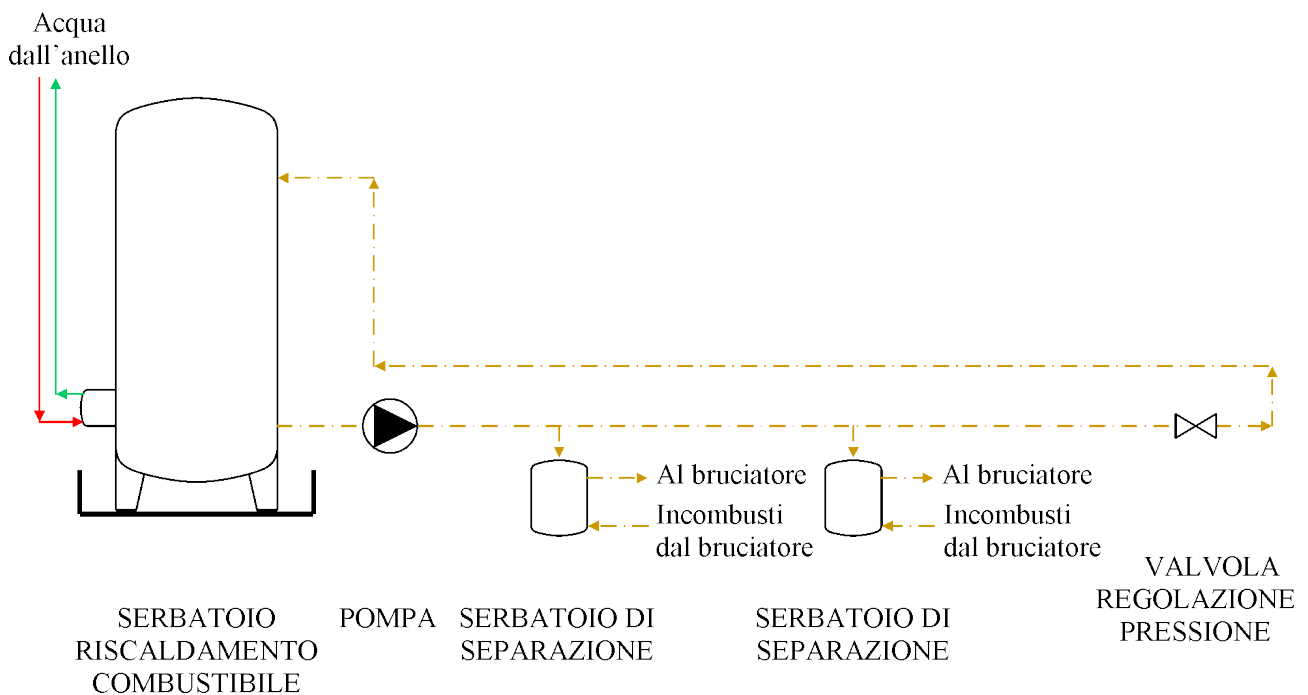 Acqua
dall'anello
Al bruciatore
Incombusti
dal bruciatore
Al bruciatore
Incombusti
dal bruciatore
SERBATOIO
RISCALDAMENTO
COMBUSTIBILE
POMPA
SERBATOIO DI
SEPARAZIONE
SERBATOIO DI
SEPARAZIONE
VALVOLA
REGOLAZIONE
PRESSIONE